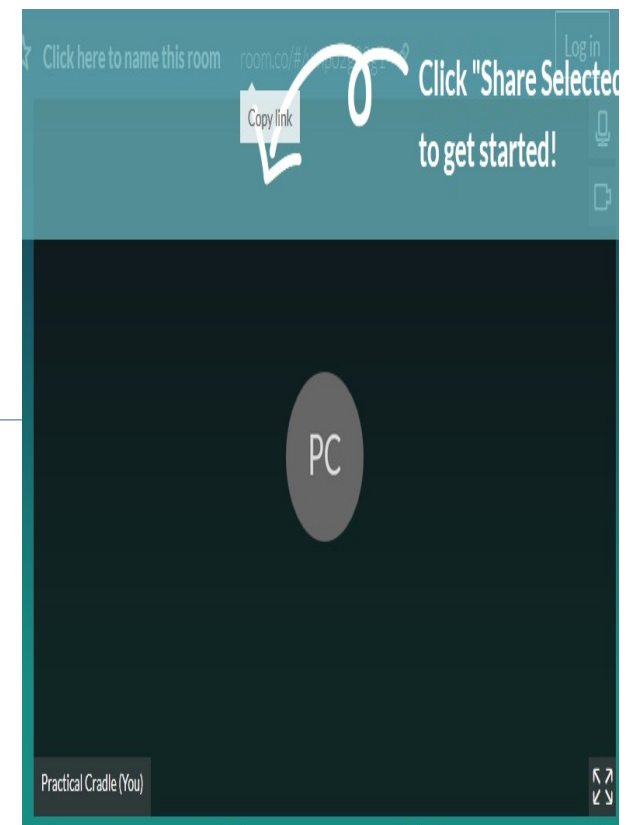 Click here to name this room
Log in
Click "Share Selected
to get started!
Copy link
PC
Practical Cradle (You)